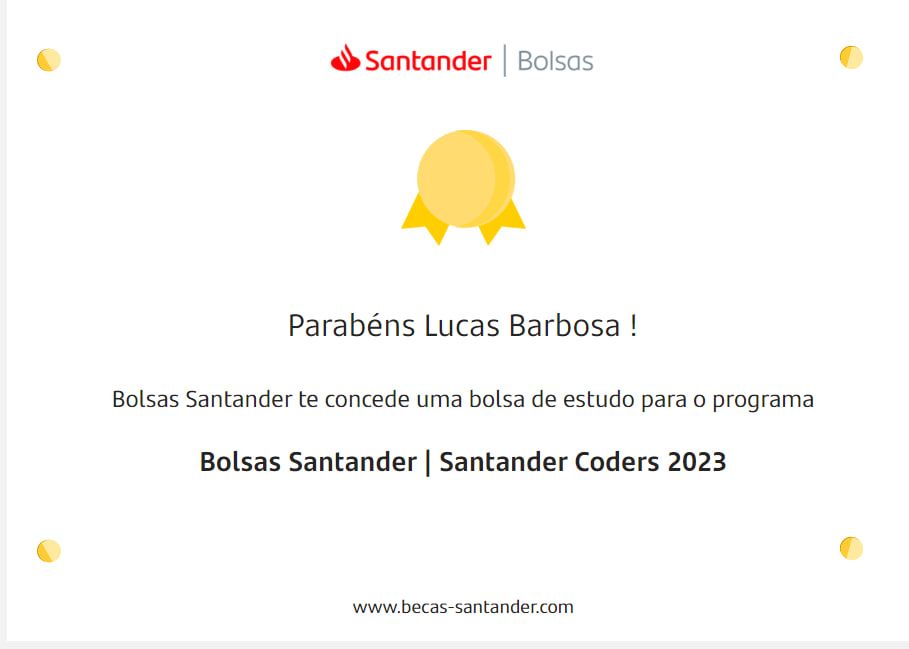 Santander | Bolsas
Parabéns Lucas Barbosa !
Bolsas Santander te concede uma bolsa de estudo para o programa
Bolsas Santander | Santander Coders 2023
www.becas-santander.com